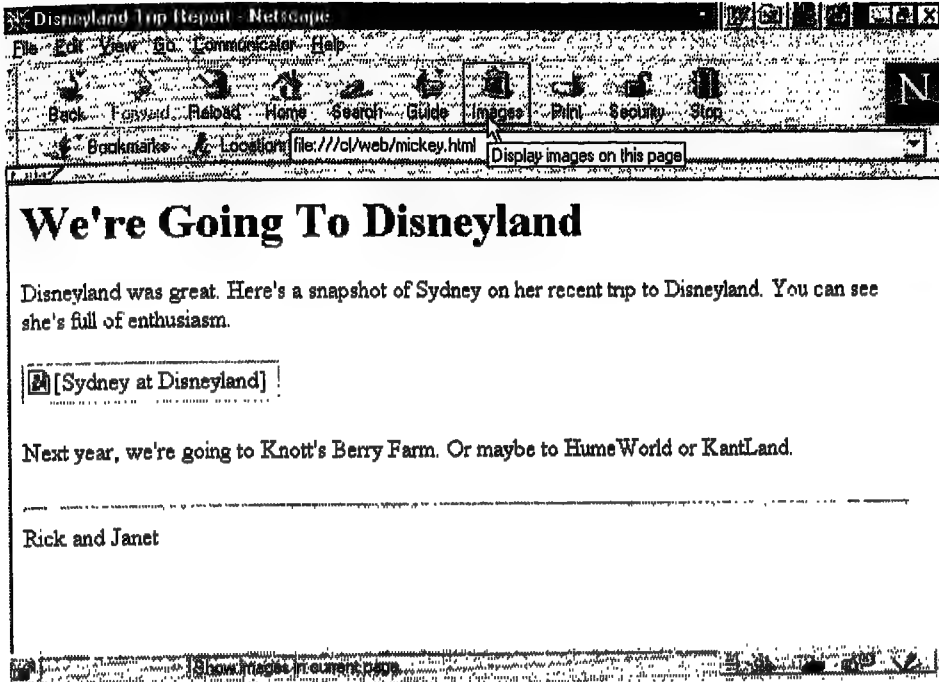 Disneyland Trip Report - Netscape
File Edit View Go Communicator Help
Back Forward Reload Home Search Guide Images Print Security Stop
N
Bookmarks Location: file:///cl/web/mickey.html
Display images on this page
We're Going To Disneyland
Disneyland was great. Here's a snapshot of Sydney on her recent trip to Disneyland. You can see
she's full of enthusiasm.
[Sydney at Disneyland]
Next year, we're going to Knott's Berry Farm. Or maybe to HumeWorld or KantLand.
Rick and Janet
Show images in current page